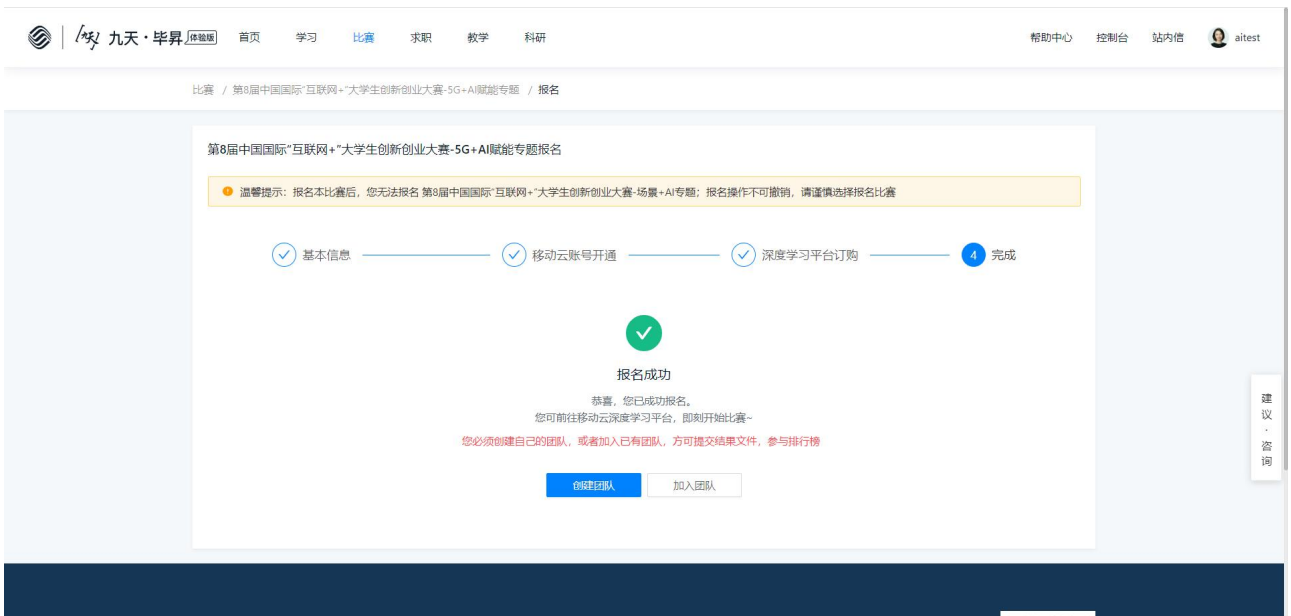 九天·毕昇 体验版 首页 学习 比赛 求职 教学 科研 帮助中心 控制台 站内信 aitest
比赛 / 第8届中国国际“互联网+”大学生创新创业大赛-5G+AI赋能专题 / 报名
第8届中国国际“互联网+”大学生创新创业大赛-5G+AI赋能专题报名
温馨提示：报名本比赛后，您无法报名 第8届中国国际“互联网+”大学生创新创业大赛-场景+AI专题；报名操作不可撤销，请谨慎选择报名比赛
基本信息 移动云账号开通 深度学习平台订购 4 完成
报名成功
恭喜，您已成功报名。
您可前往移动云深度学习平台，即刻开始比赛~
您必须创建自己的团队，或者加入已有团队，方可提交结果文件，参与排行榜
创建团队 加入团队
建议·咨询